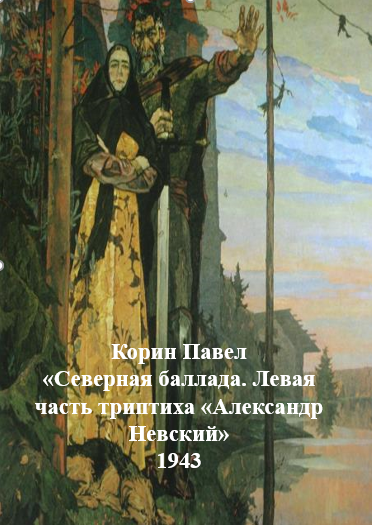 Корин Павел
«Северная баллада. Левая
часть триптиха «Александр
Невский»
1943